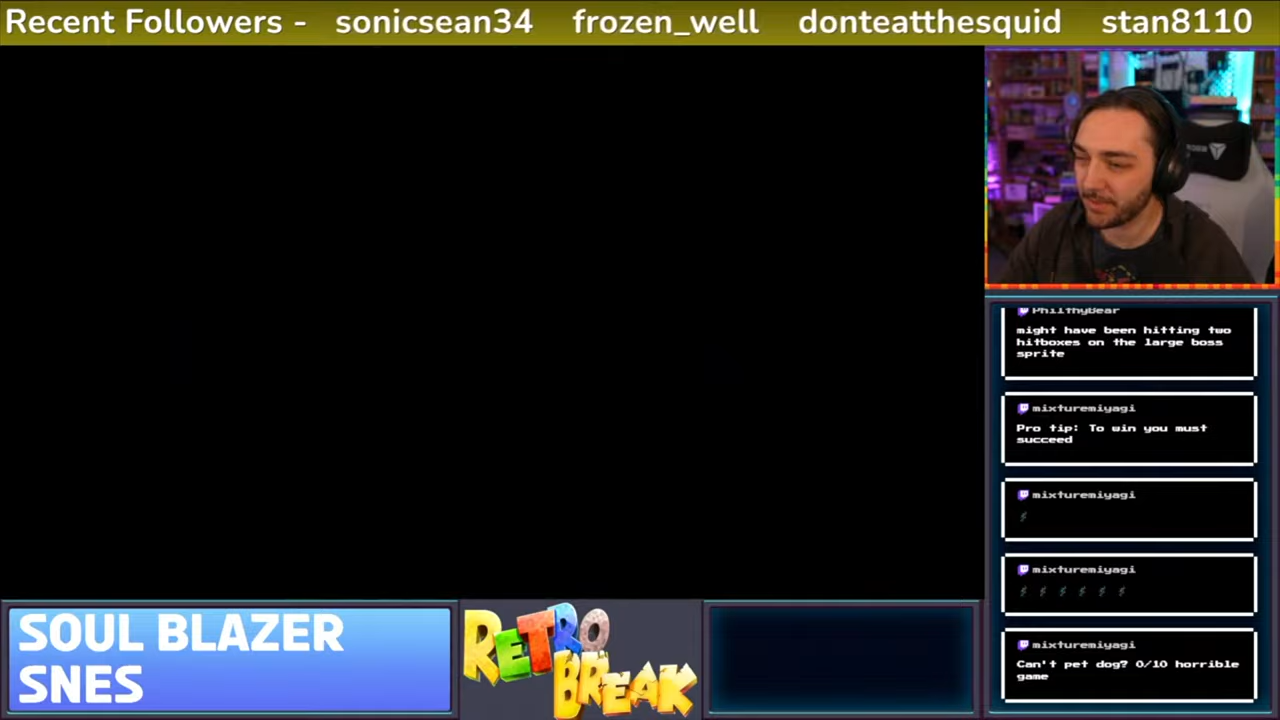 Recent Followers - sonicsean34 frozen_well donteatthesquid stan8110
PhilthyBear
might have been hitting two
hitboxes on the large boss
sprite
mixturemiyagi
Pro tip: To win you must
succeed
mixturemiyagi
mixturemiyagi
mixturemiyagi
Can't pet dog? 0/10 horrible
game
SOUL BLAZER
SNES
RETRO
BREAK